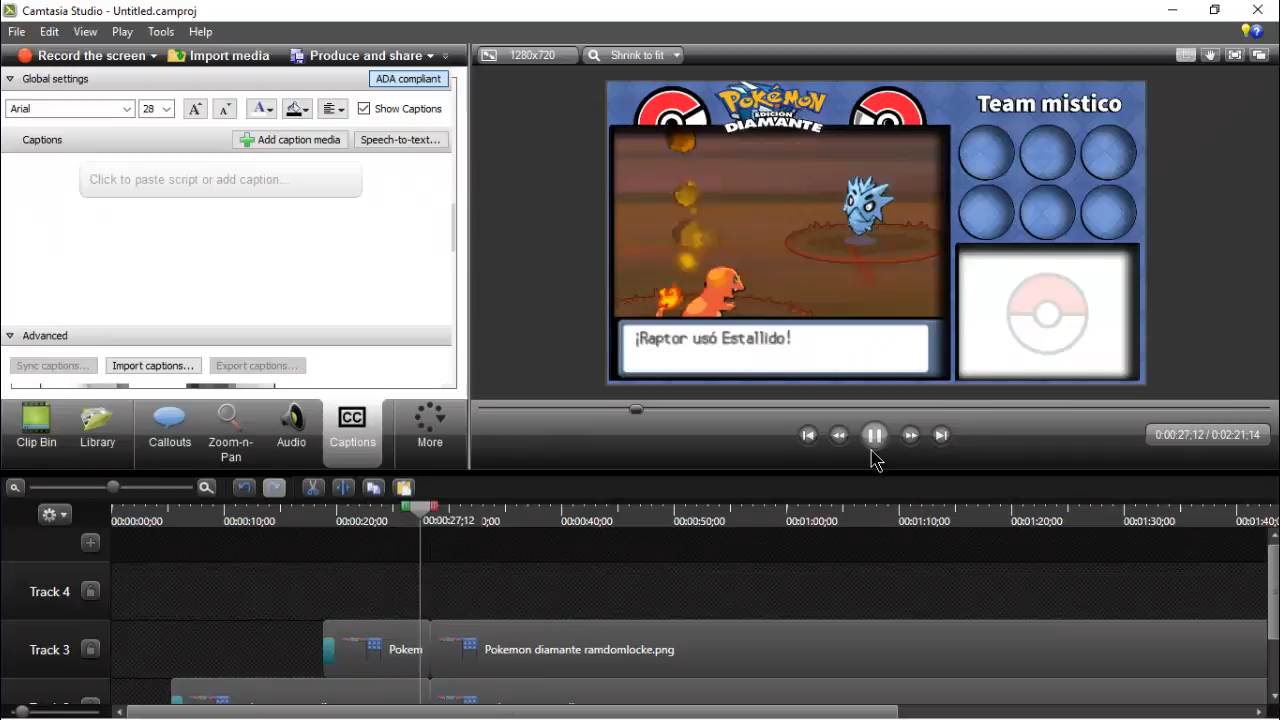 Camtasia Studio - Untitled.camproj
File Edit View Play Tools Help
Record the screen Import media Produce and share
1280x720 Shrink to fit
Global settings ADA compliant
Arial 28 Show Captions
Captions Add caption media Speech-to-text...
Click to paste script or add caption...
Advanced
Sync captions... Import captions... Export captions...
POKÉMON
EDICIÓN
DIAMANTE
Team mistico
¡Raptor usó Estallido!
Clip Bin Library Callouts Zoom-n-Pan Audio CC Captions More
0:00:27;12 / 0:02:21;14
00:00:00;00 00:00:10;00 00:00:20;00 00:00:27;12 00:00:40;00 00:00:50;00 00:01:00;00 00:01:10;00 00:01:20;00 00:01:30;00
Track 4
Track 3 Pokem Pokemon diamante ramdomlocke.png